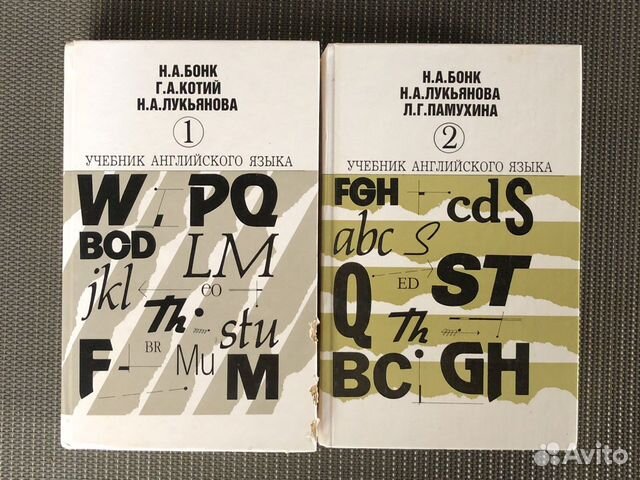 Н.А.БОНК
Г.А.КОТИЙ
Н.А.ЛУКЬЯНОВА
1
УЧЕБНИК АНГЛИЙСКОГО ЯЗЫКА
W. PQ
BCD
LM
jkl
eo
Th
stu
BR
F
Mu
M
Н.А.БОНК
Н.А.ЛУКЬЯНОВА
Л.Г.ПАМУХИНА
2
УЧЕБНИК АНГЛИЙСКОГО ЯЗЫКА
FGH
cdS
abc S
Q
ED
ST
Th
BCi GH
Avito